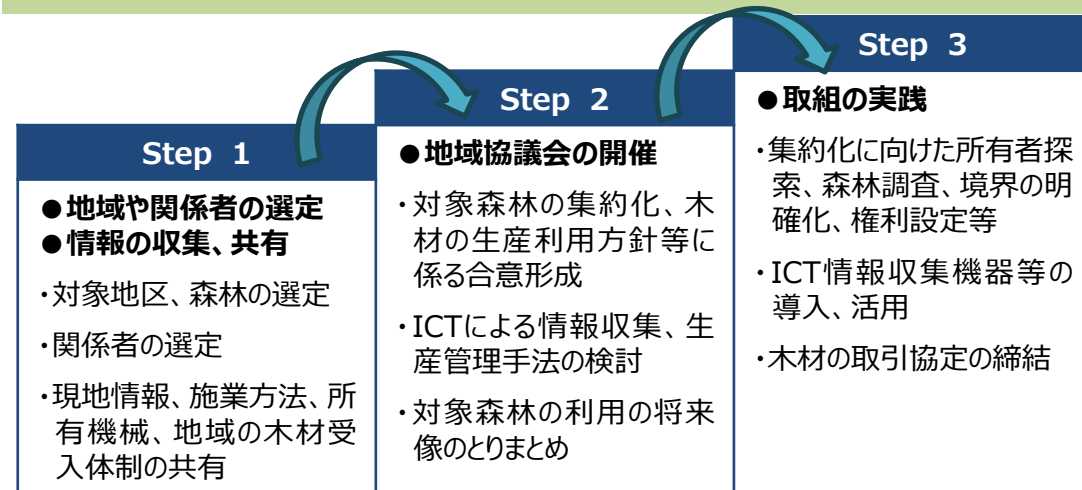 Step 1
●地域や関係者の選定
●情報の収集、共有
・対象地区、森林の選定
・関係者の選定
・現地情報、施業方法、所
有機械、地域の木材受
入体制の共有
Step 2
●地域協議会の開催
・対象森林の集約化、木
材の生産利用方針等に
係る合意形成
・ICTによる情報収集、生
産管理手法の検討
・対象森林の利用の将来
像のとりまとめ
Step 3
●取組の実践
・集約化に向けた所有者探
索、森林調査、境界の明
確化、権利設定等
・ICT情報収集機器等の
導入、活用
・木材の取引協定の締結